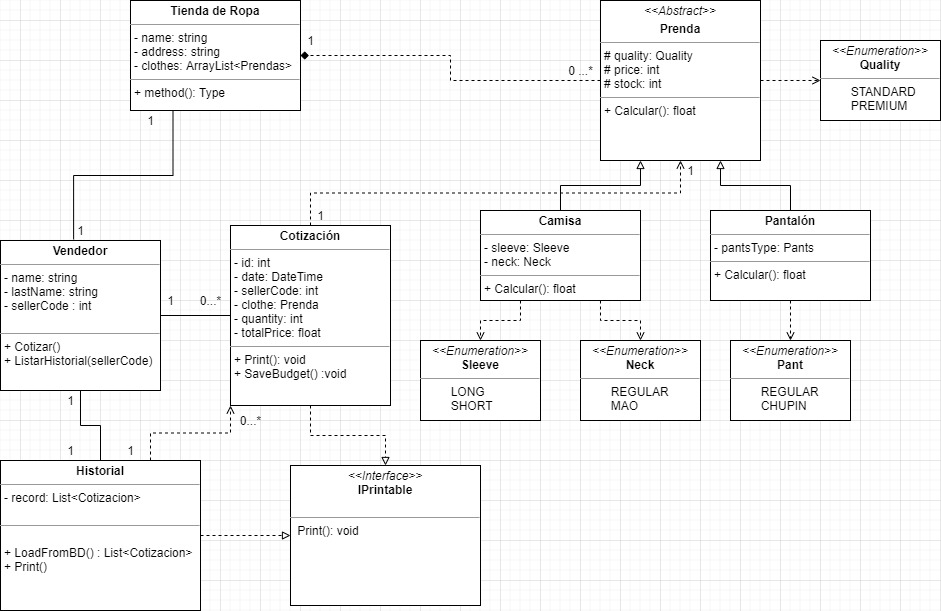 Tienda de Ropa
- name: string
- address: string
- clothes: ArrayList<Prendas>
+ method(): Type
1
0 ...*
<<Abstract>>
Prenda
# quality: Quality
# price: int
# stock: int
+ Calcular(): float
<<Enumeration>>
Quality
STANDARD
PREMIUM
1
1
1
1
Vendedor
- name: string
- lastName: string
- sellerCode : int
+ Cotizar()
+ ListarHistorial(sellerCode)
1
0...*
Cotización
- id: int
- date: DateTime
- sellerCode: int
- clothe: Prenda
- quantity: int
- totalPrice: float
+ Print(): void
+ SaveBudget() :void
Camisa
- sleeve: Sleeve
- neck: Neck
+ Calcular(): float
Pantalón
- pantsType: Pants
+ Calcular(): float
<<Enumeration>>
Sleeve
LONG
SHORT
<<Enumeration>>
Neck
REGULAR
MAO
<<Enumeration>>
Pant
REGULAR
CHUPIN
1
0...*
1
1
Historial
- record: List<Cotizacion>
+ LoadFromBD() : List<Cotizacion>
+ Print()
<<Interface>>
IPrintable
Print(): void